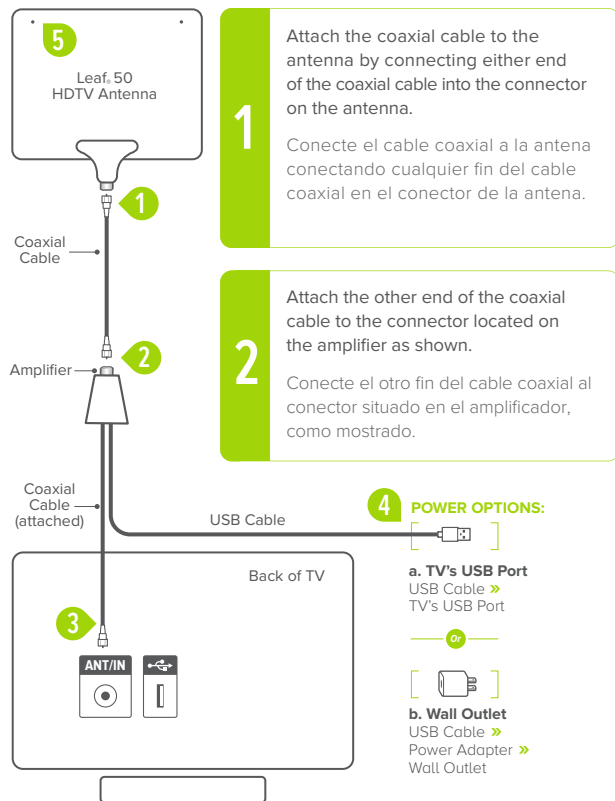 5
Leaf® 50
HDTV Antenna
1
Coaxial
Cable
2
Amplifier
Coaxial
Cable
(attached)
USB Cable
3
Back of TV
ANT/IN
1
Attach the coaxial cable to the
antenna by connecting either end
of the coaxial cable into the connector
on the antenna.
Conecte el cable coaxial a la antena
conectando cualquier fin del cable
coaxial en el conector de la antena.
2
Attach the other end of the coaxial
cable to the connector located on
the amplifier as shown.
Conecte el otro fin del cable coaxial al
conector situado en el amplificador,
como mostrado.
4
POWER OPTIONS:
a. TV's USB Port
USB Cable »
TV's USB Port
Or
b. Wall Outlet
USB Cable »
Power Adapter »
Wall Outlet